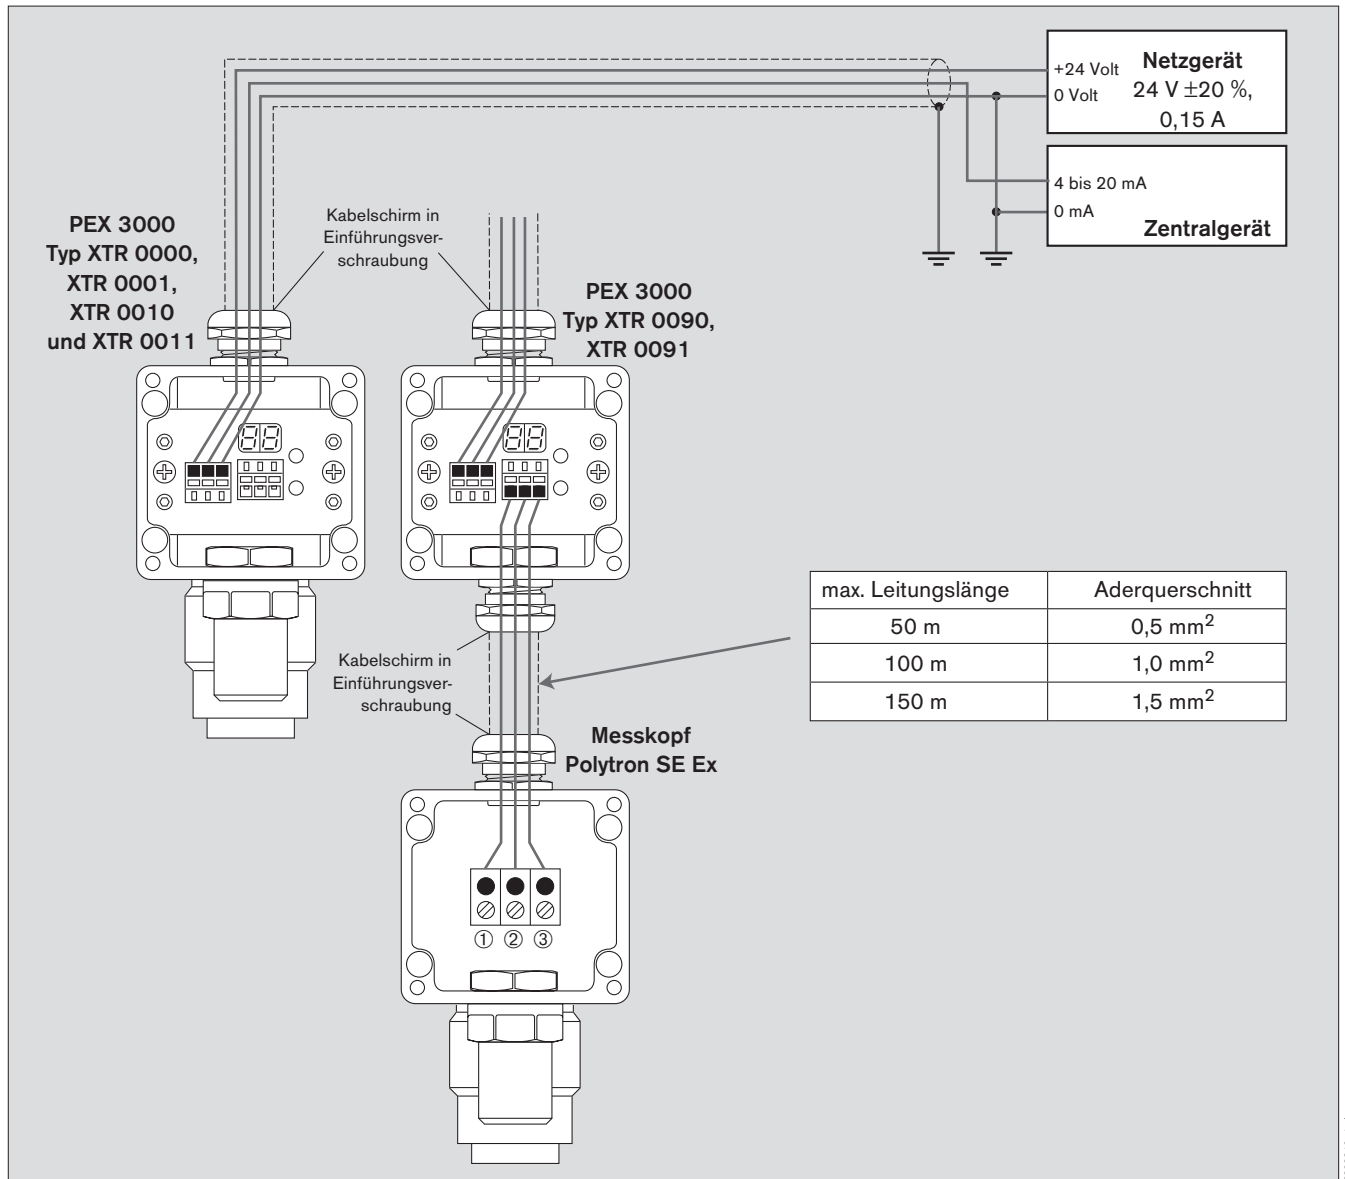 +24 Volt
Netzgerät
0 Volt
24 V ±20 %,
0,15 A
4 bis 20 mA
0 mA
Zentralgerät
PEX 3000
Typ XTR 0000,
XTR 0001,
XTR 0010
und XTR 0011
Kabelschirm in
Einführungsver-
schraubung
PEX 3000
Typ XTR 0090,
XTR 0091
88
88
max. Leitungslänge Aderquerschnitt
50 m 0,5 mm²
100 m 1,0 mm²
150 m 1,5 mm²
Kabelschirm in
Einführungsver-
schraubung
Messkopf
Polytron SE Ex
① ② ③